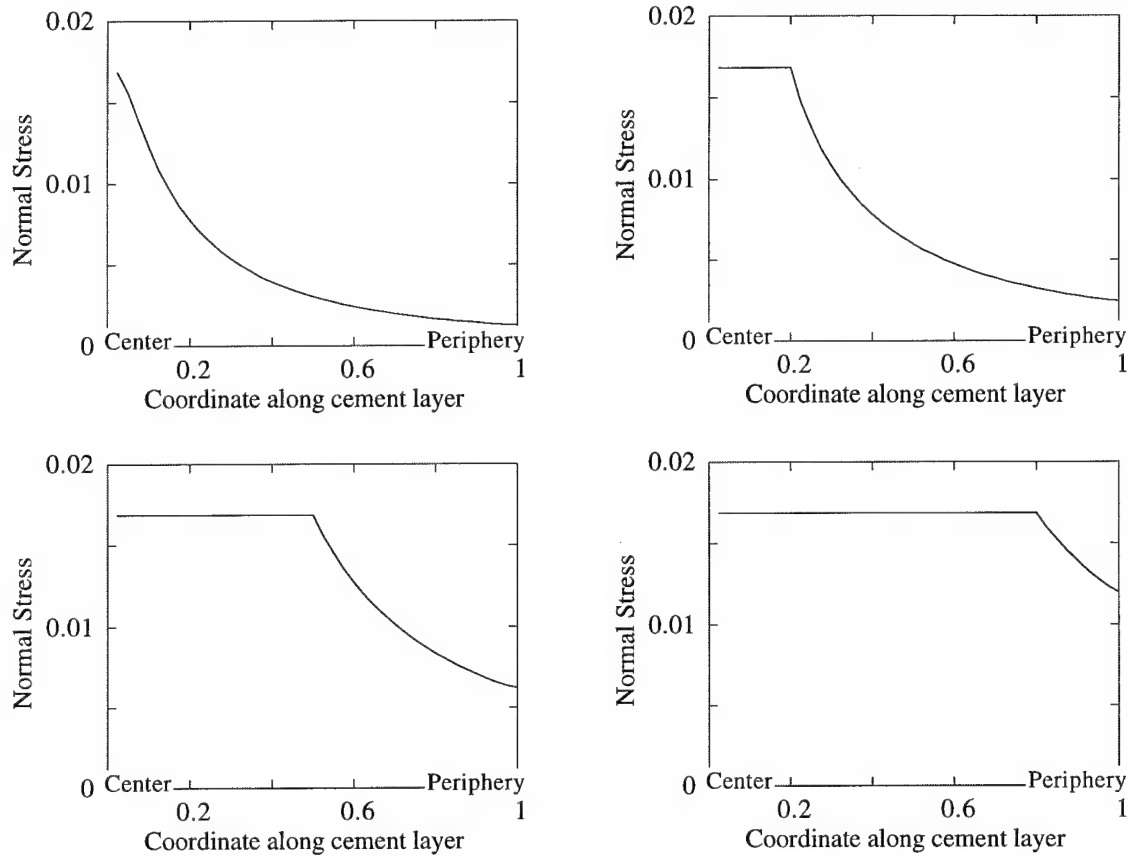 0.02
0.01
0
Normal Stress
Center
Periphery
0.2
0.6
1
Coordinate along cement layer
0.02
0.01
0
Normal Stress
Center
Periphery
0.2
0.6
1
Coordinate along cement layer
0.02
0.01
0
Normal Stress
Center
Periphery
0.2
0.6
1
Coordinate along cement layer
0.02
0.01
0
Normal Stress
Center
Periphery
0.2
0.6
1
Coordinate along cement layer